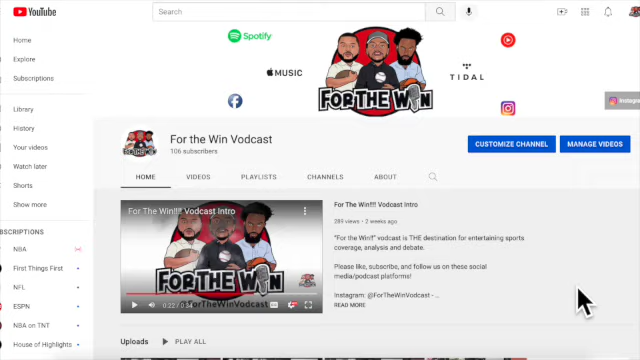 YouTube
Search
Home
Explore
Subscriptions
Library
History
Your videos
Watch later
Shorts
Show more
SCRIPTIONS
NBA
First Things First
NFL
ESPN
NBA on TNT
House of Highlights
Spotify
MUSIC
TIDAL
FOR THE WIN
Instagra
For the Win Vodcast
106 subscribers
CUSTOMIZE CHANNEL
MANAGE VIDEOS
HOME
VIDEOS
PLAYLISTS
CHANNELS
ABOUT
For The Win!!!! Vodcast Intro
FOR THE WIN
@ForTheWinVodcast
For The Win!!!! Vodcast Intro
289 views • 2 weeks ago
"For the Win!!" vodcast is THE destination for entertaining sports
coverage, analysis and debate.
Please like, subscribe, and follow us on these social
media/podcast platforms!
Instagram: @ForTheWinVodcast - ...
READ MORE
Uploads
PLAY ALL